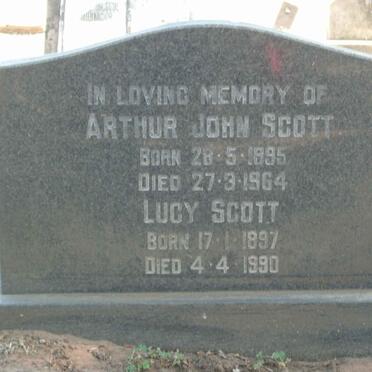 IN LOVING MEMORY OF
ARTHUR JOHN SCOTT
BORN 28·5·1895
DIED 27·3·1964
LUCY SCOTT
BORN 17·1·1897
DIED 4·4·1990